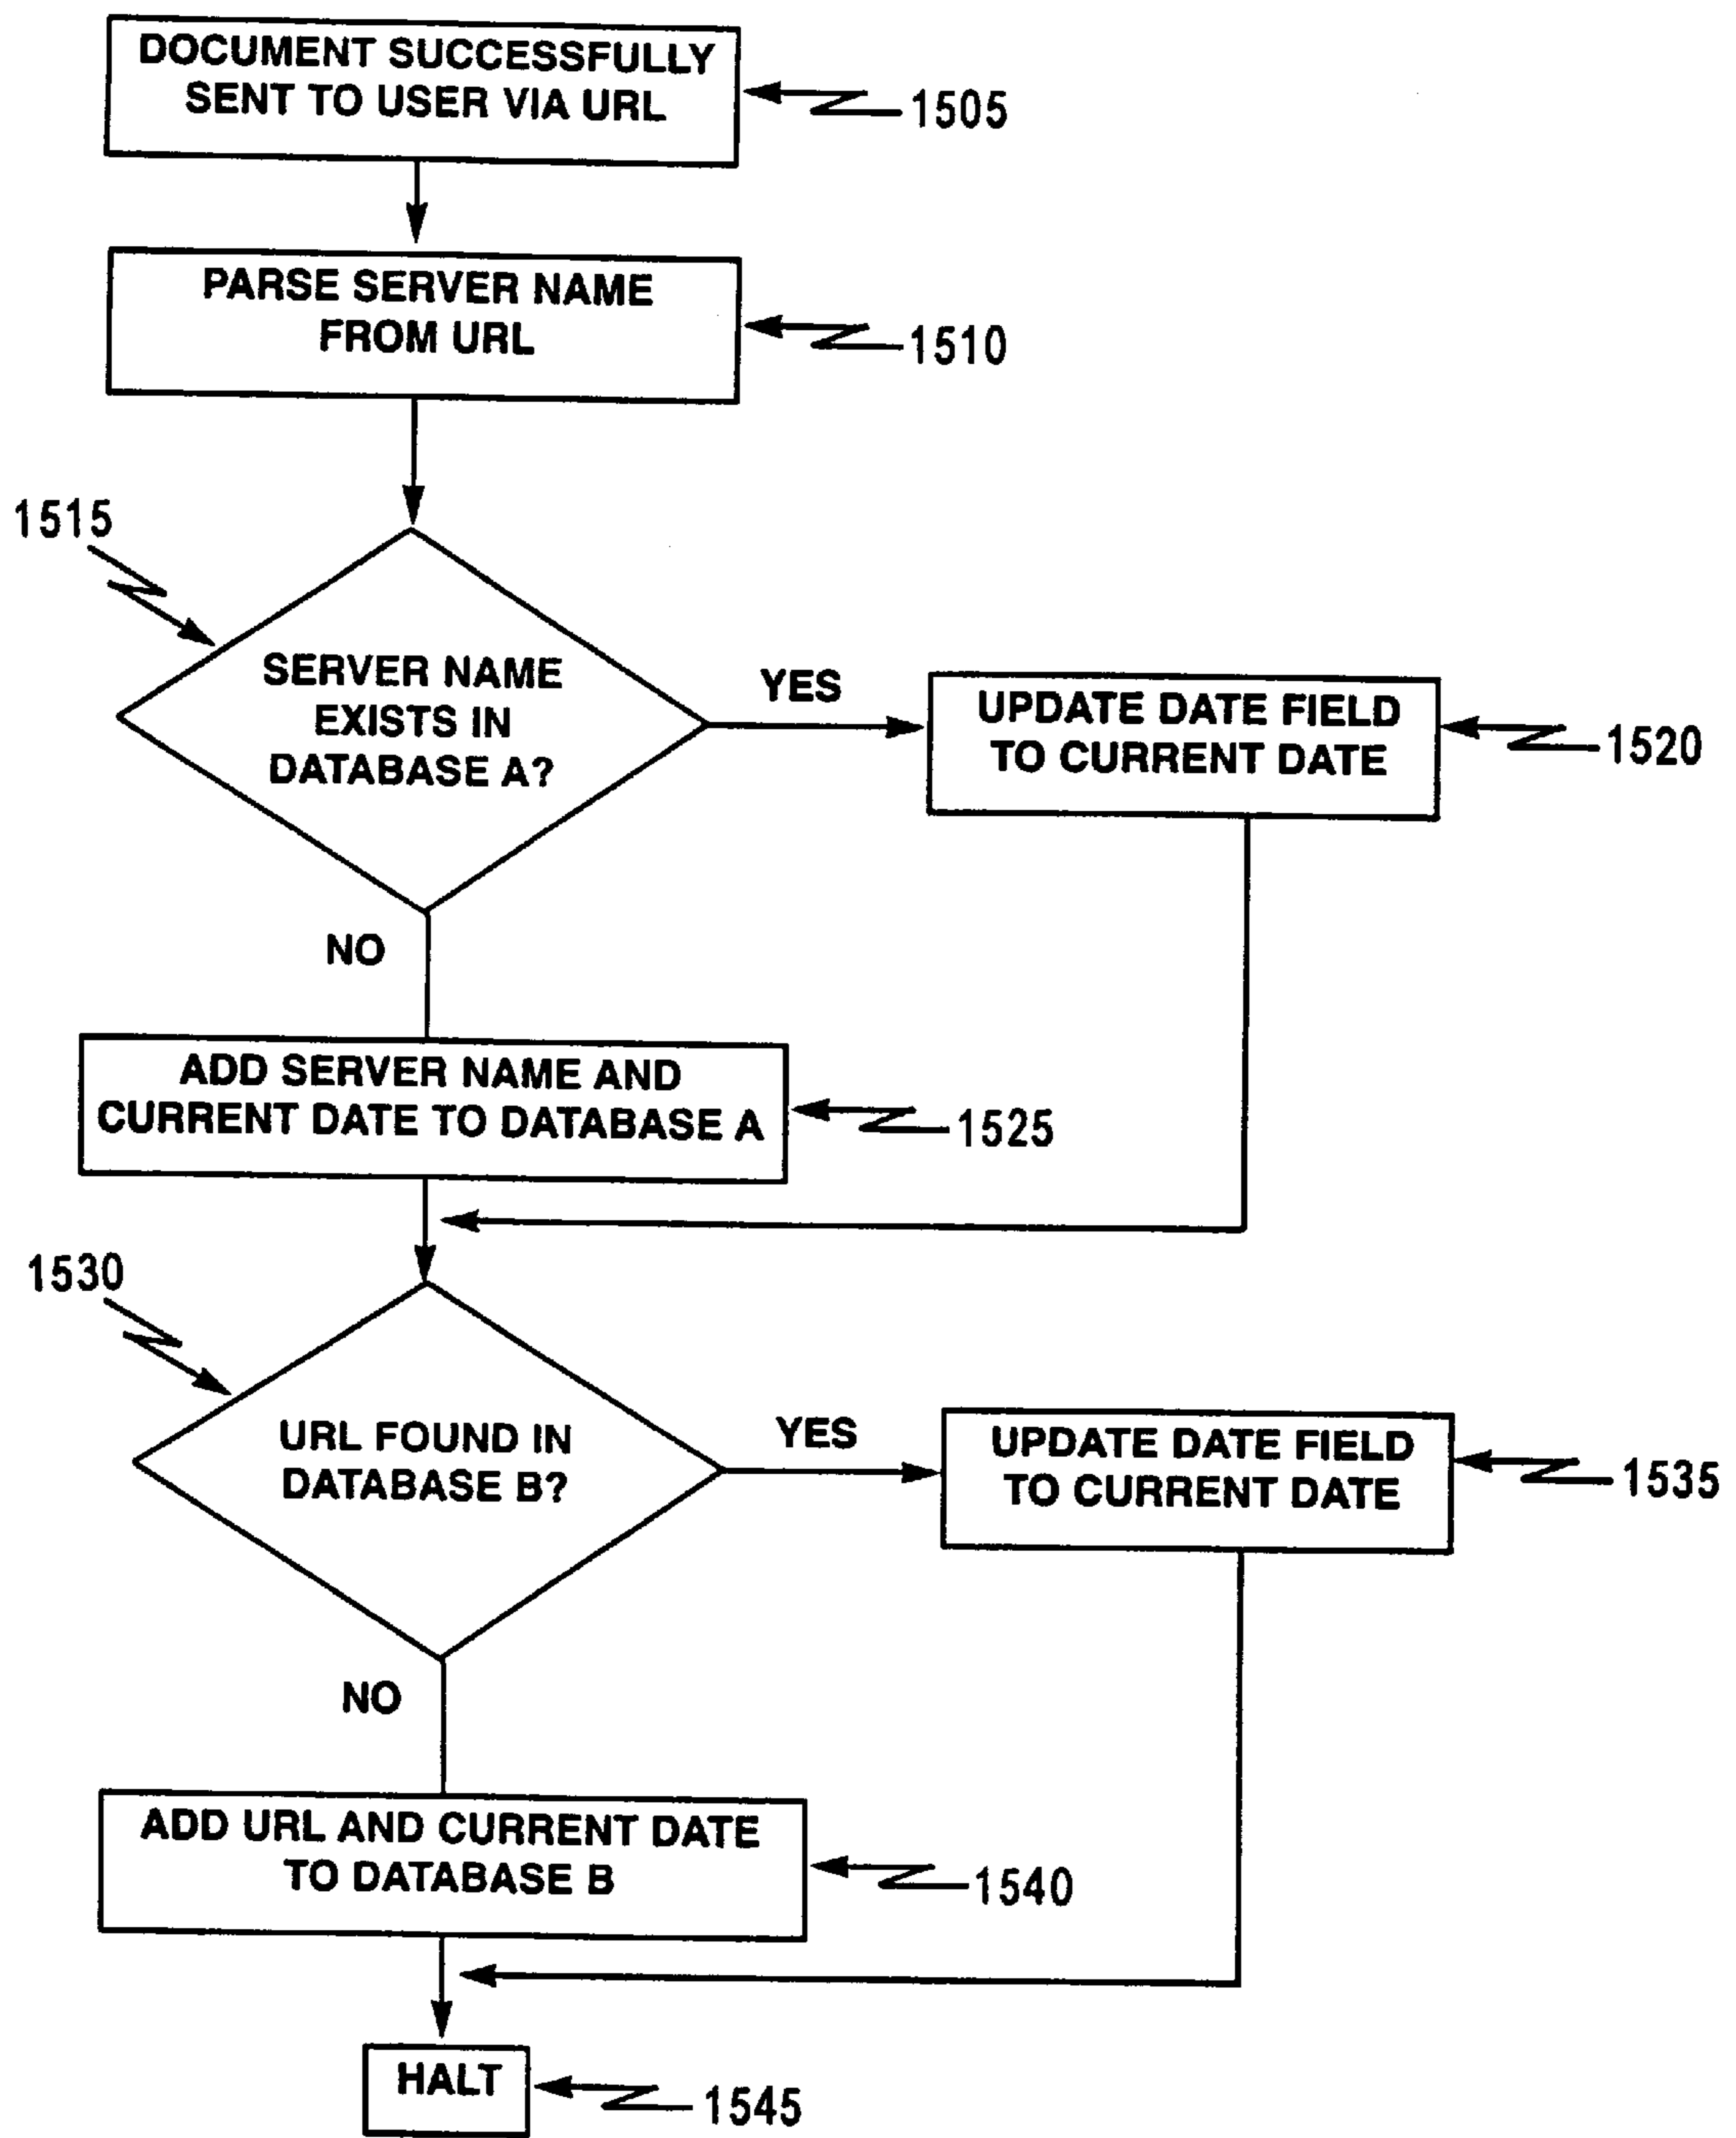 DOCUMENT SUCCESSFULLY
SENT TO USER VIA URL
1505
PARSE SERVER NAME
FROM URL
1510
1515
SERVER NAME
EXISTS IN
DATABASE A?
YES
UPDATE DATE FIELD
TO CURRENT DATE
1520
NO
ADD SERVER NAME AND
CURRENT DATE TO DATABASE A
1525
1530
URL FOUND IN
DATABASE B?
YES
UPDATE DATE FIELD
TO CURRENT DATE
1535
NO
ADD URL AND CURRENT DATE
TO DATABASE B
1540
HALT
1545